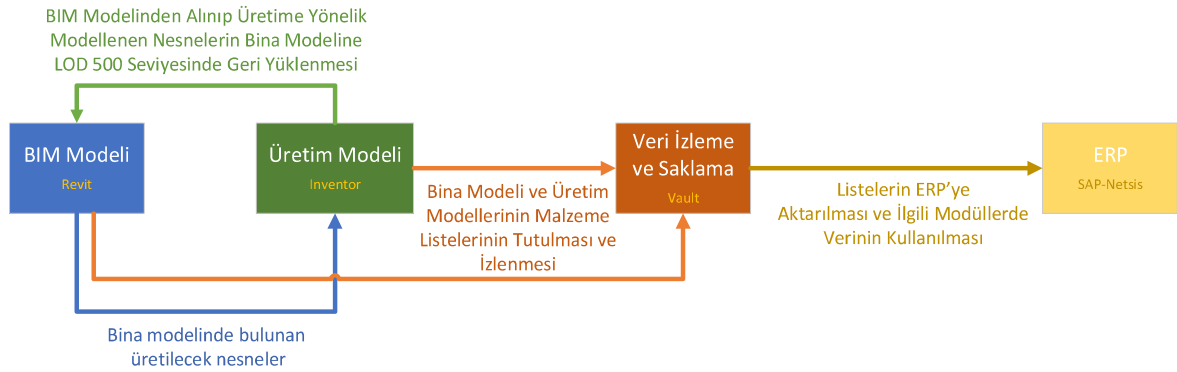 BIM Modelinden Alınıp Üretime Yönelik
Modellenen Nesnelerin Bina Modeline
LOD 500 Seviyesinde Geri Yüklenmesi
BIM Modeli
Revit
Üretim Modeli
Inventor
Bina Modeli ve Üretim
Modellerinin Malzeme
Listelerinin Tutulması ve
İzlenmesi
Veri İzleme
ve Saklama
Vault
Listelerin ERP’ye
Aktarılması ve İlgili Modüllerde
Verinin Kullanılması
ERP
SAP-Netsis
Bina modelinde bulunan
üretilecek nesneler